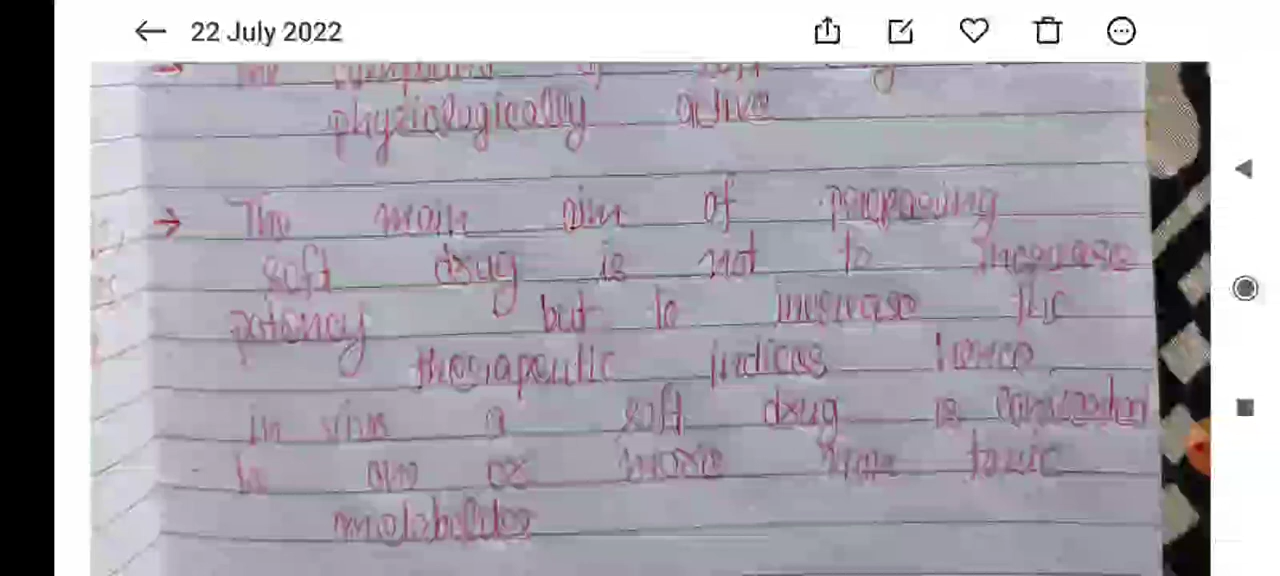 22 July 2022
physiologically active
→ The main aim of preparing
soft drug is not to increase
potency but to increase the
therapeutic indices hence
in vivo a soft drug is converted
to one or more non toxic
metabolites